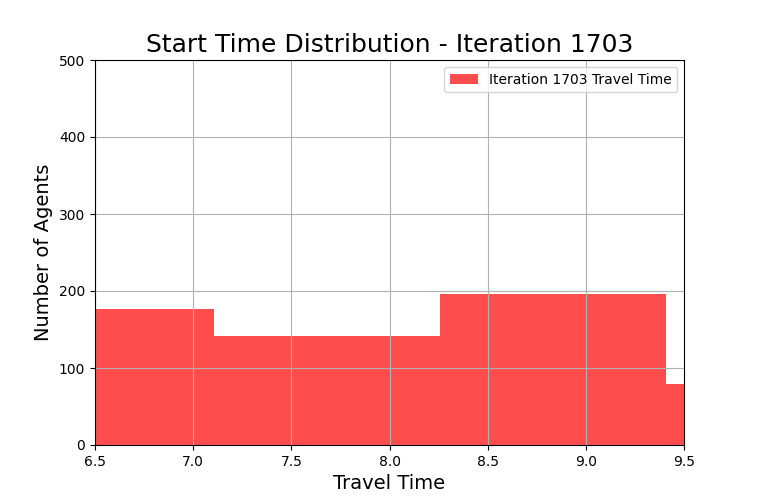 Start Time Distribution - Iteration 1703
Iteration 1703 Travel Time
Number of Agents
500
400
300
200
100
0
6.5 7.0 7.5 8.0 8.5 9.0 9.5
Travel Time